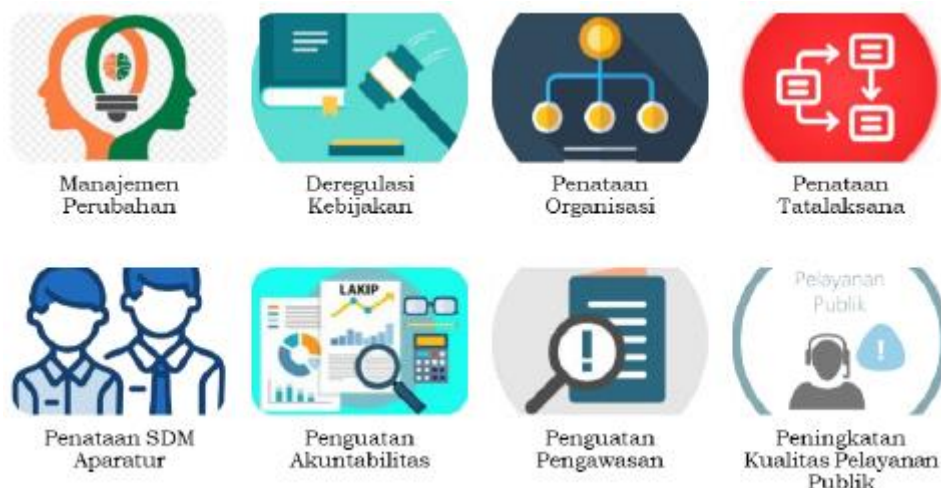 Manajemen
Perubahan
Deregulasi
Kebijakan
Penataan
Organisasi
Penataan
Tatalaksana
LAKIP
Pelayanan
Publik
Penataan SDM
Aparatur
Penguatan
Akuntabilitas
Penguatan
Pengawasan
Peningkatan
Kualitas Pelayanan
Publik